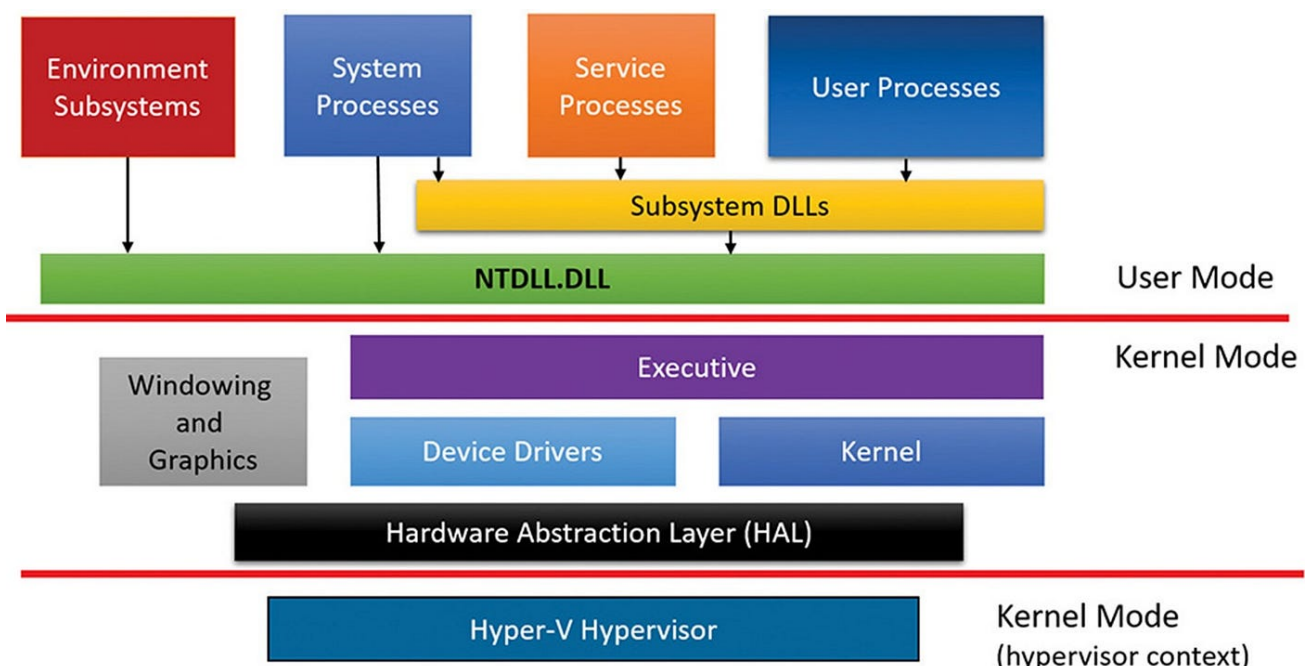 Environment
Subsystems
System
Processes
Service
Processes
User Processes
Subsystem DLLs
NTDLL.DLL
User Mode
Executive
Kernel Mode
Windowing
and
Graphics
Device Drivers
Kernel
Hardware Abstraction Layer (HAL)
Hyper-V Hypervisor
Kernel Mode
(hypervisor context)